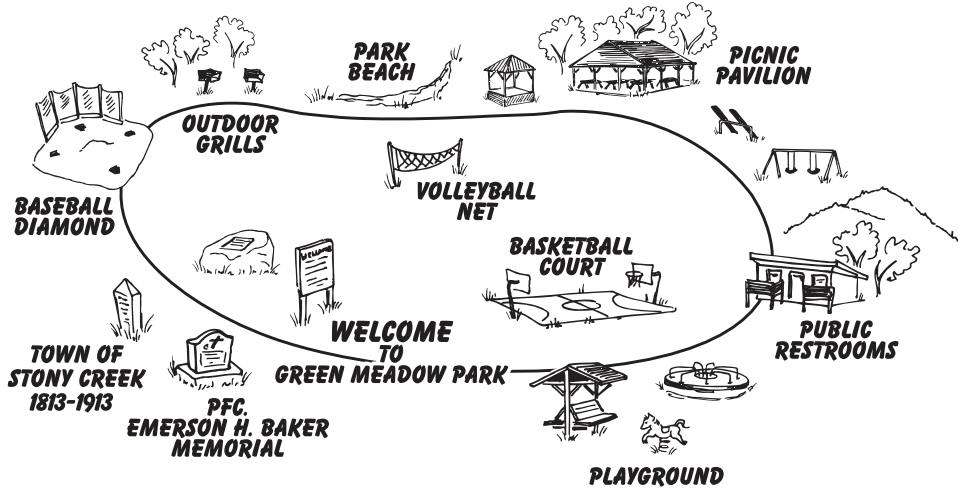 PARK
BEACH
PICNIC
PAVILION
OUTDOOR
GRILLS
VOLLEYBALL
NET
BASEBALL
DIAMOND
BASKETBALL
COURT
WELCOME
WELCOME
TO
GREEN MEADOW PARK
PUBLIC
RESTROOMS
TOWN OF
STONY CREEK
1813-1913
PFC.
EMERSON H. BAKER
MEMORIAL
PLAYGROUND